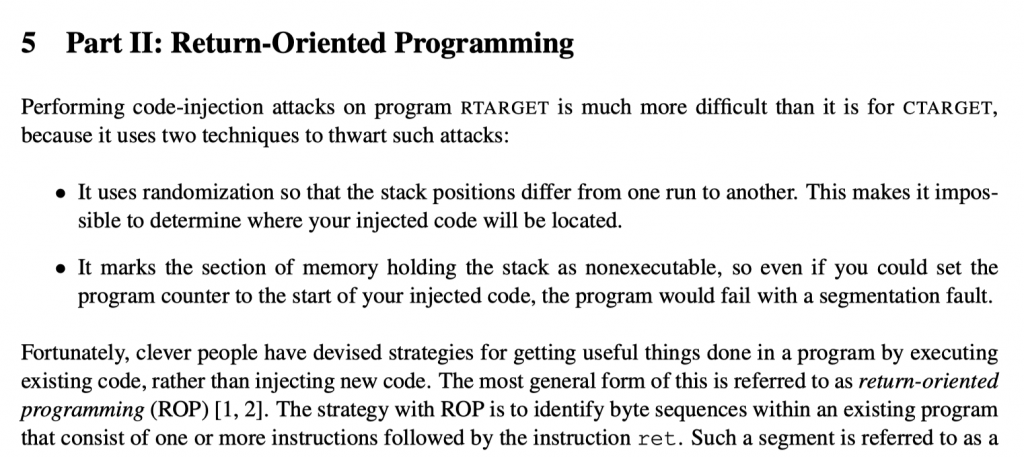 5 Part II: Return-Oriented Programming
Performing code-injection attacks on program RTARGET is much more difficult than it is for CTARGET,
because it uses two techniques to thwart such attacks:
• It uses randomization so that the stack positions differ from one run to another. This makes it impos-
sible to determine where your injected code will be located.
• It marks the section of memory holding the stack as nonexecutable, so even if you could set the
program counter to the start of your injected code, the program would fail with a segmentation fault.
Fortunately, clever people have devised strategies for getting useful things done in a program by executing
existing code, rather than injecting new code. The most general form of this is referred to as return-oriented
programming (ROP) [1, 2]. The strategy with ROP is to identify byte sequences within an existing program
that consist of one or more instructions followed by the instruction ret. Such a segment is referred to as a